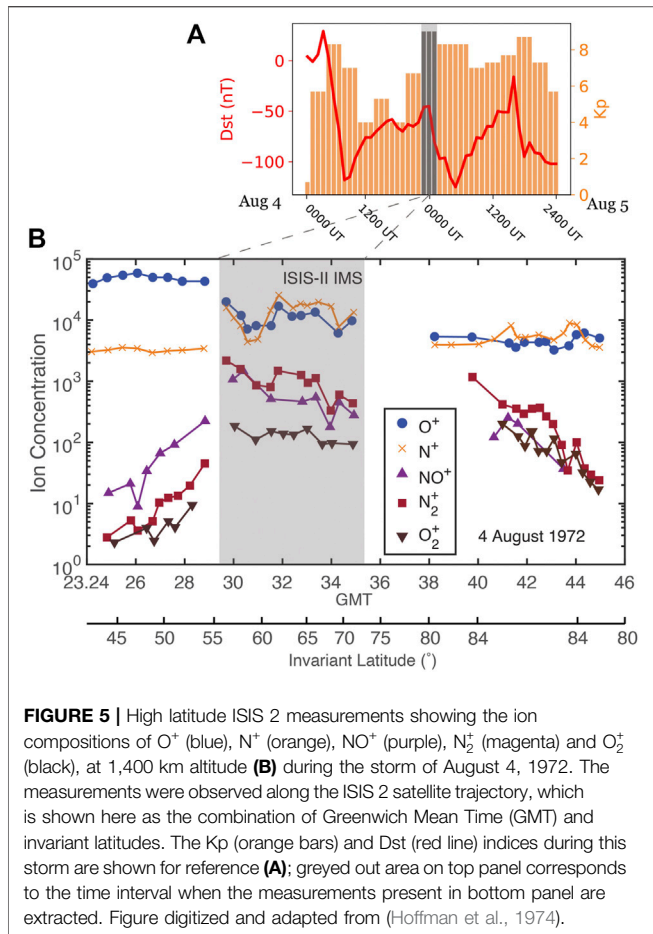 A
0
−50
−100
Dst (nT)
8
6
4
2
0
Kp
Aug 4
0000 UT
1200 UT
0000 UT
1200 UT
2400 UT
Aug 5
B
ISIS-II IMS
10^5
10^4
10^3
10^2
10^1
10^0
Ion Concentration
O+
N+
NO+
N2+
O2+
4 August 1972
23.24 26 28 30 32 34 36 38 40 42 44 46
GMT
45 50 55 60 65 70 75 84 84 80
Invariant Latitude (°)
FIGURE 5 | High latitude ISIS 2 measurements showing the ion
compositions of O+ (blue), N+ (orange), NO+ (purple), N2+ (magenta) and O2+
(black), at 1,400 km altitude (B) during the storm of August 4, 1972. The
measurements were observed along the ISIS 2 satellite trajectory, which
is shown here as the combination of Greenwich Mean Time (GMT) and
invariant latitudes. The Kp (orange bars) and Dst (red line) indices during this
storm are shown for reference (A); greyed out area on top panel corresponds
to the time interval when the measurements present in bottom panel are
extracted. Figure digitized and adapted from (Hoffman et al., 1974).